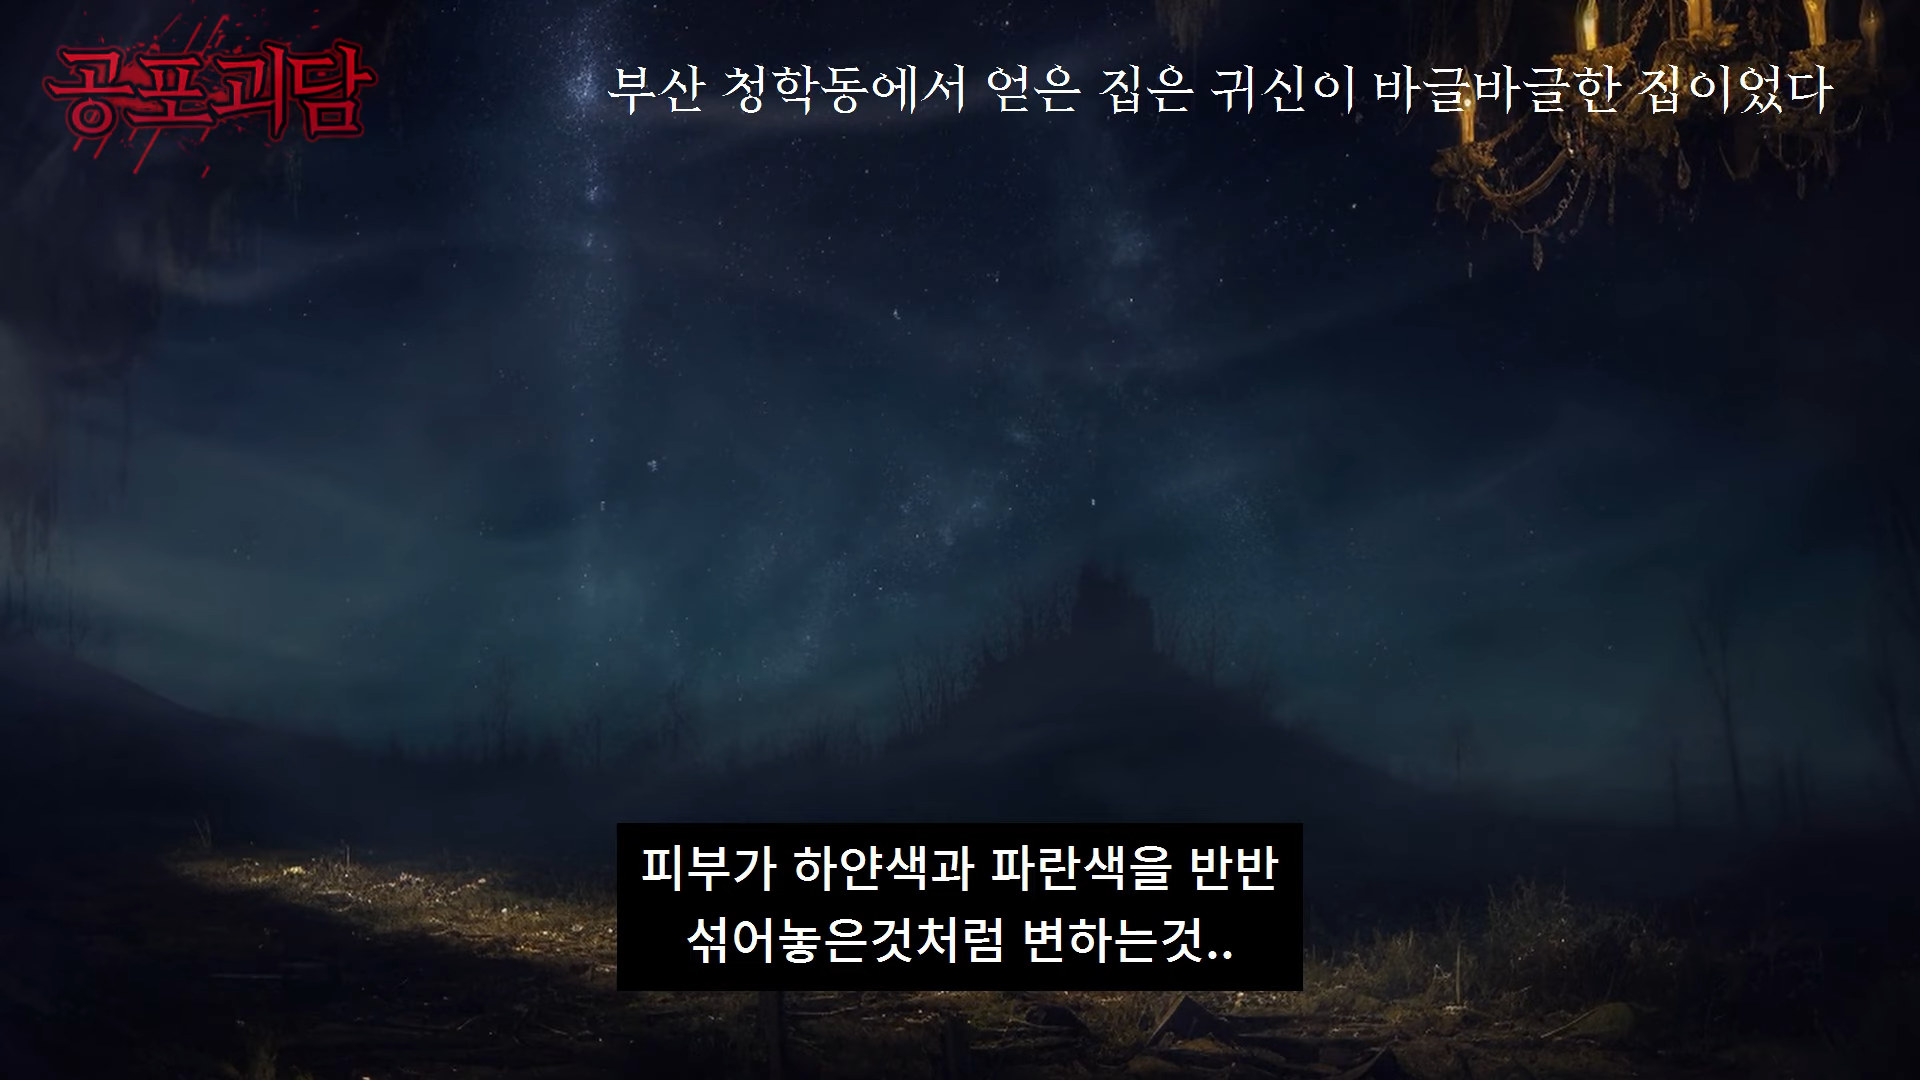 공포괴담
부산 청학동에서 얻은 집은 귀신이 바글바글한 집이었다
피부가 하얀색과 파란색을 반반
섞어놓은것처럼 변하는것..